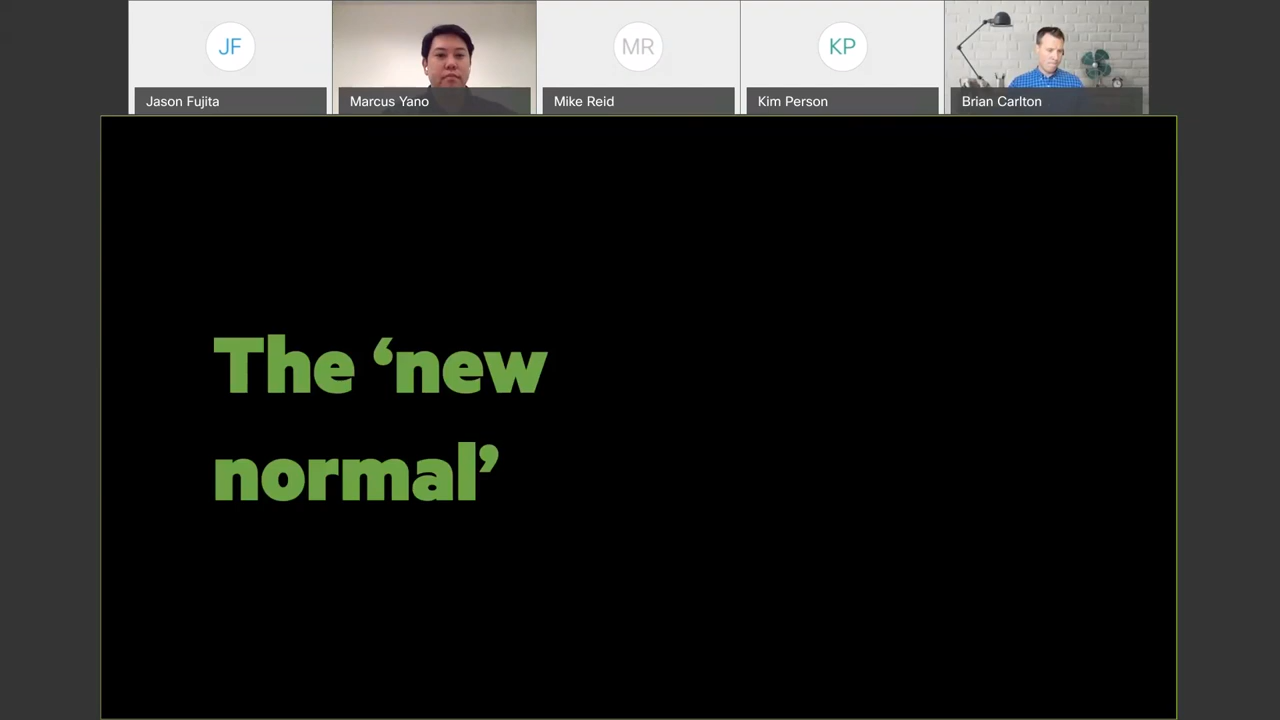 JF
MR
KP
Jason Fujita
Marcus Yano
Mike Reid
Kim Person
Brian Carlton
The ‘new
normal’